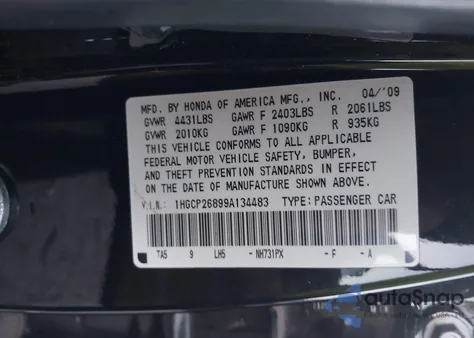 MFD. BY HONDA OF AMERICA MFG., INC. 04/'09
GVWR 4431LBS GAWR F 2403LBS R 2061LBS
GVWR 2010KG GAWR F 1090KG R 935KG
THIS VEHICLE CONFORMS TO ALL APPLICABLE
FEDERAL MOTOR VEHICLE SAFETY, BUMPER,
AND THEFT PREVENTION STANDARDS IN EFFECT
ON THE DATE OF MANUFACTURE SHOWN ABOVE.
V.I.N. 1HGCP26899A134483 TYPE: PASSENGER CAR
TA5 9 LH5 - NH731PX - F - A
autoSnap